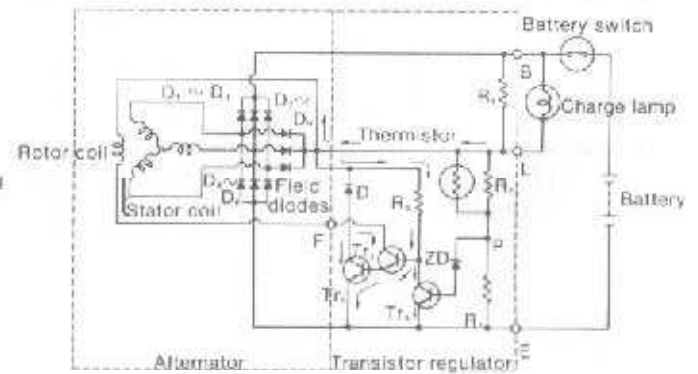 Battery switch
B
Charge lamp
Thermistor
L
Rotor coil
Field
diodes
Stator coil
D
F
ZD
P
Battery
E
Alternator
Transistor regulator